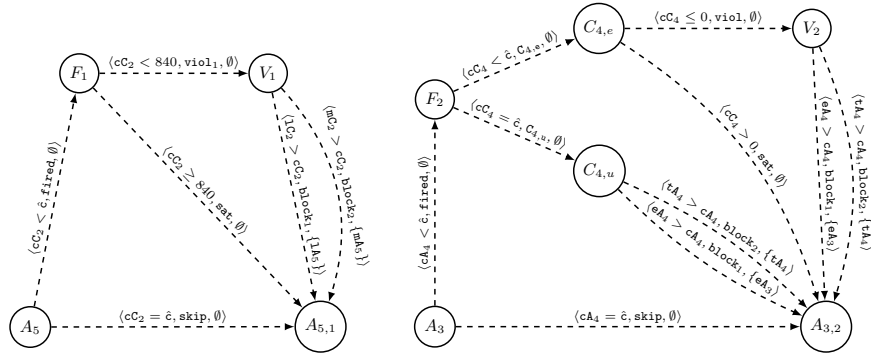 F₁
⟨cC₂ < 840, viol₁, ∅⟩
V₁
⟨cC₂ < ĉ, fired, ∅⟩
⟨cC₂ ≥ 840, sat, ∅⟩
⟨lC₂ > cC₂, block₁, {lA₅}⟩
⟨mC₂ > cC₂, block₂, {mA₅}⟩
A₅
⟨cC₂ = ĉ, skip, ∅⟩
A₅,₁
C₄,ₑ
⟨cC₄ ≤ 0, viol, ∅⟩
V₂
⟨cC₄ < ĉ, C₄,ₑ, ∅⟩
F₂
⟨cC₄ = ĉ, C₄,ᵤ, ∅⟩
⟨cC₄ > 0, sat, ∅⟩
⟨eA₄ > cA₄, block₁, {eA₃}⟩
⟨tA₄ > cA₄, block₂, {tA₄}⟩
C₄,ᵤ
⟨cA₄ < ĉ, fired, ∅⟩
⟨tA₄ > cA₄, block₂, {tA₄}⟩
⟨eA₄ > cA₄, block₁, {eA₃}⟩
A₃
⟨cA₄ = ĉ, skip, ∅⟩
A₃,₂